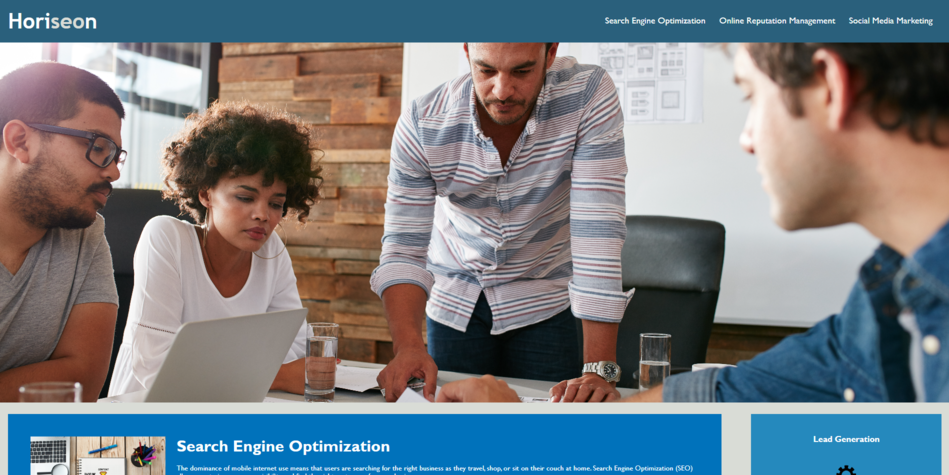 Horiseon
Search Engine Optimization
Online Reputation Management
Social Media Marketing
Search Engine Optimization
The dominance of mobile internet use means that users are searching for the right business as they travel, shop, or sit on their couch at home. Search Engine Optimization (SEO)
Lead Generation